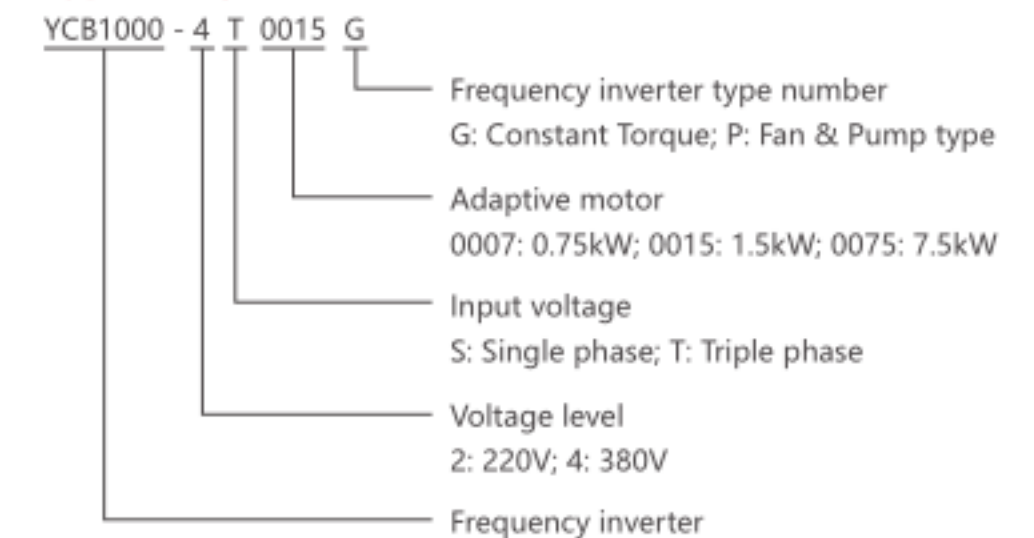 YCB1000 - 4 T 0015 G
Frequency inverter type number
G: Constant Torque; P: Fan & Pump type
Adaptive motor
0007: 0.75kW; 0015: 1.5kW; 0075: 7.5kW
Input voltage
S: Single phase; T: Triple phase
Voltage level
2: 220V; 4: 380V
Frequency inverter